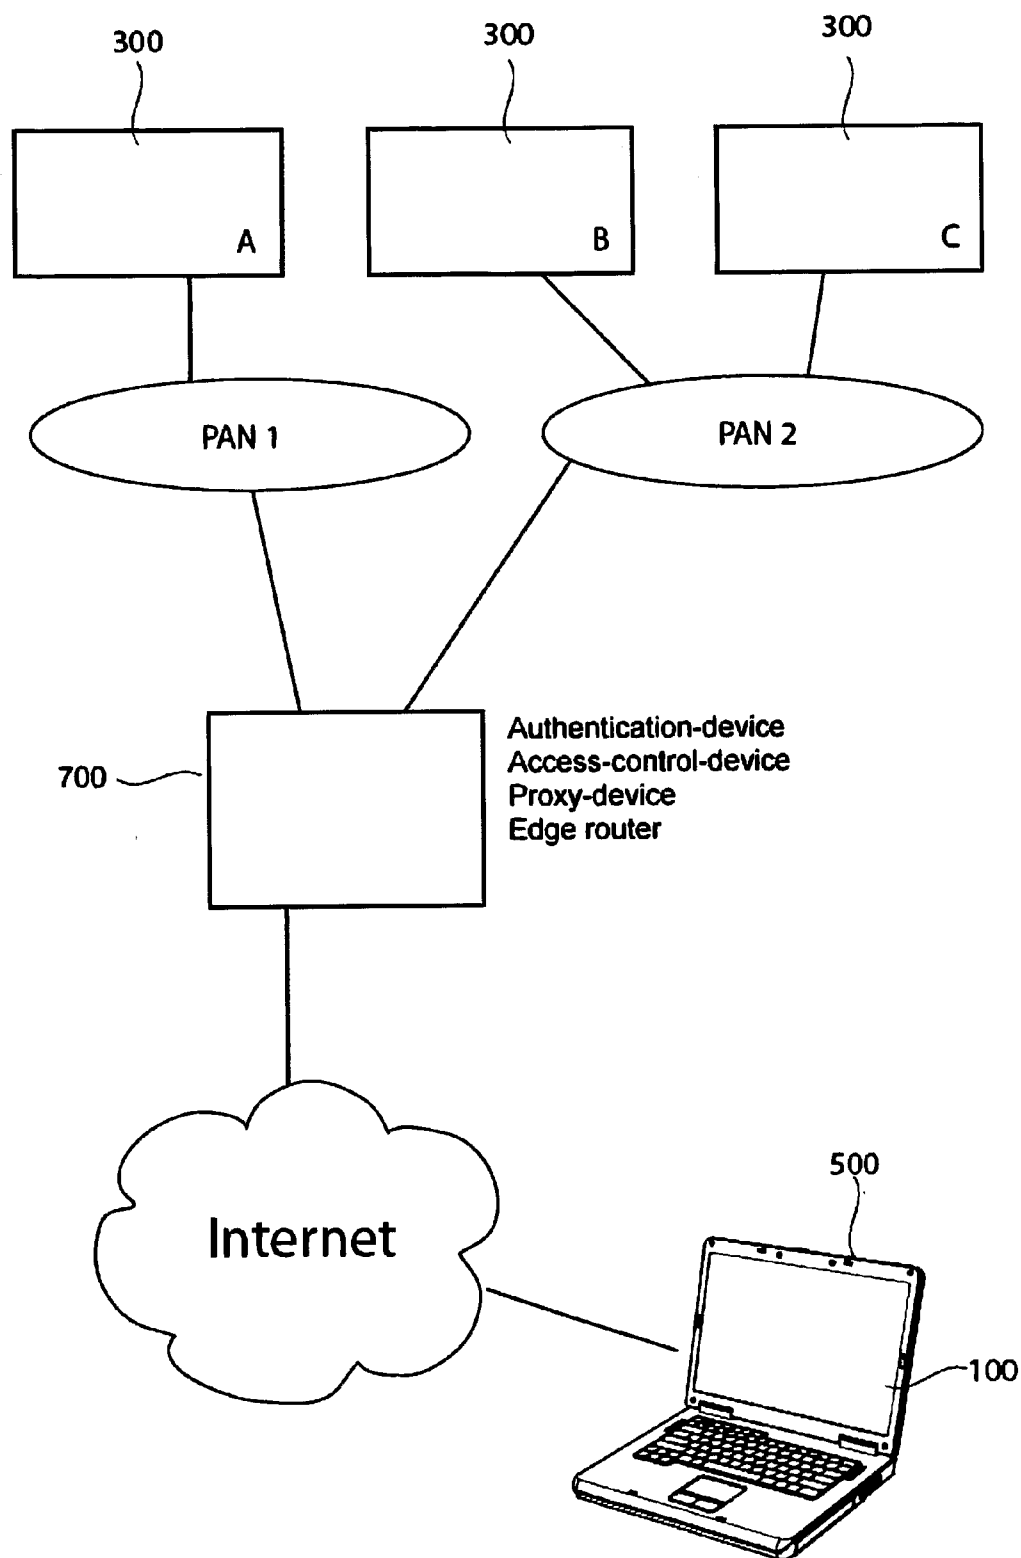 300
300
300
A
B
C
PAN 1
PAN 2
700
Authentication-device
Access-control-device
Proxy-device
Edge router
Internet
500
100